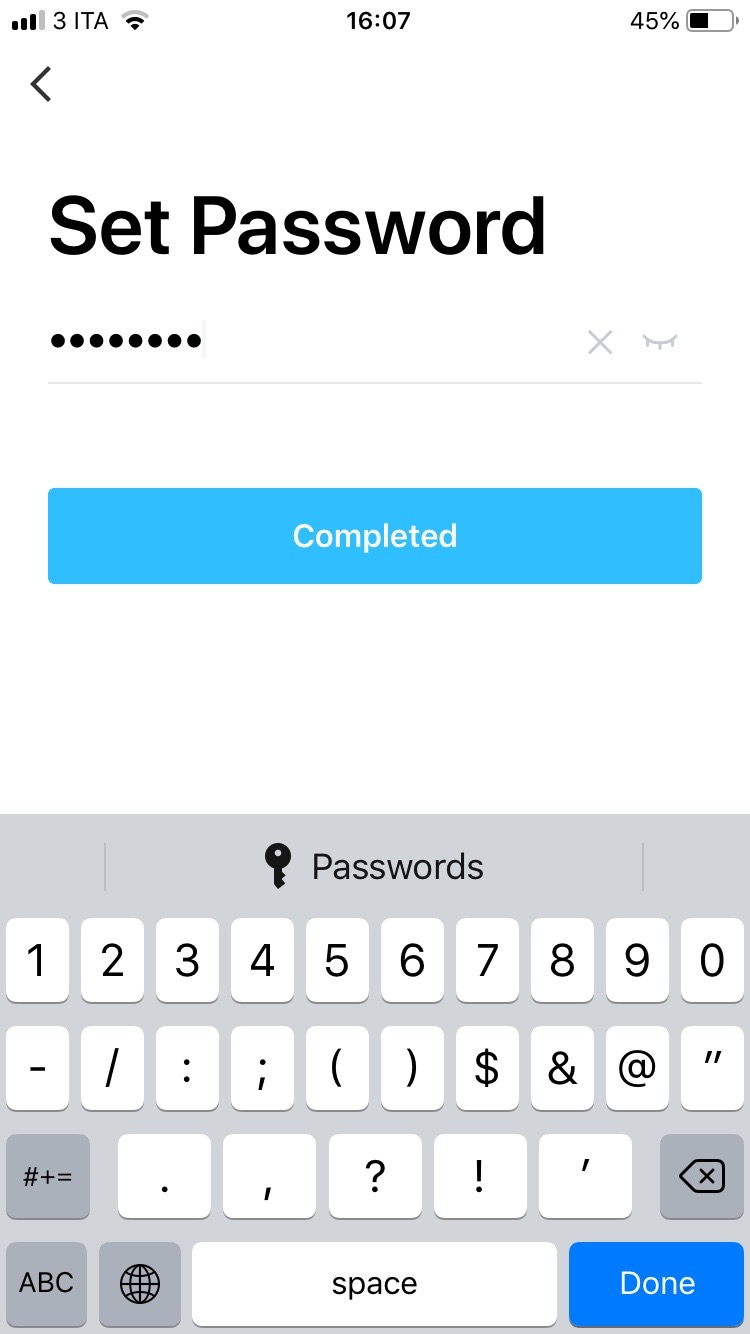 3 ITA 16:07 45%
Set Password
••••••••
Completed
Passwords
1 2 3 4 5 6 7 8 9 0
- / : ; ( ) $ & @ "
#+= . , ? ! '
ABC space Done